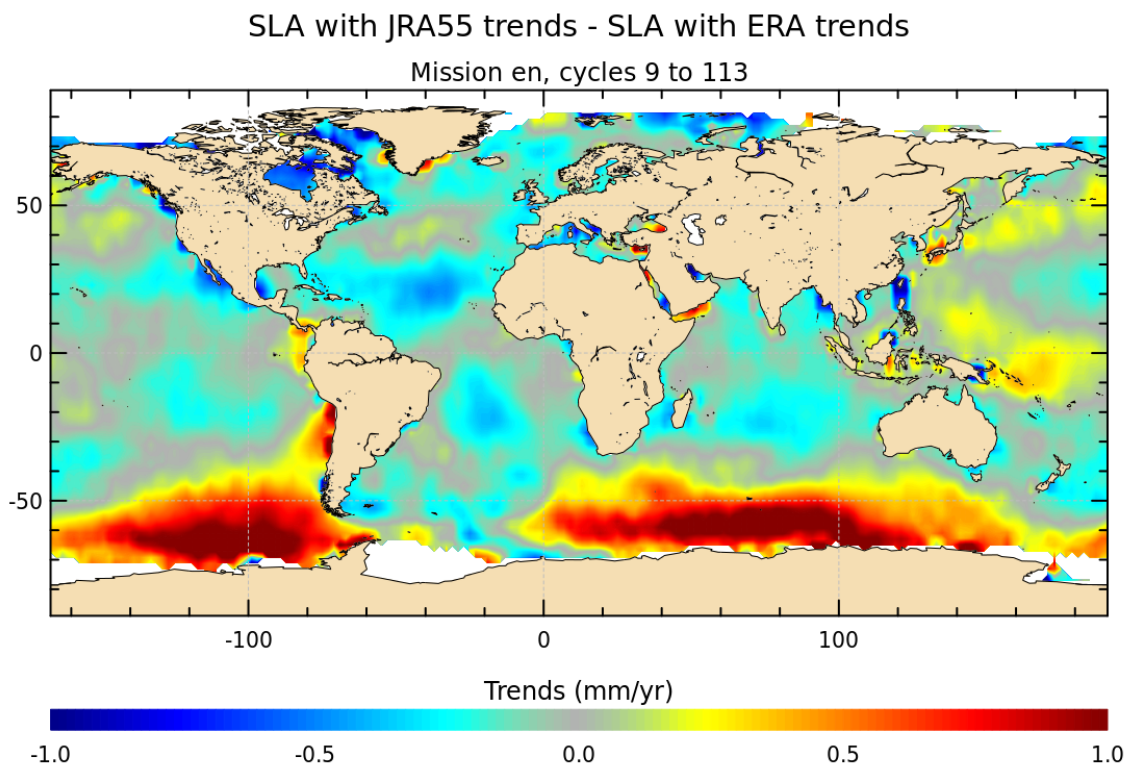 SLA with JRA55 trends - SLA with ERA trends
Mission en, cycles 9 to 113
50
0
-50
-100 0 100
Trends (mm/yr)
-1.0 -0.5 0.0 0.5 1.0